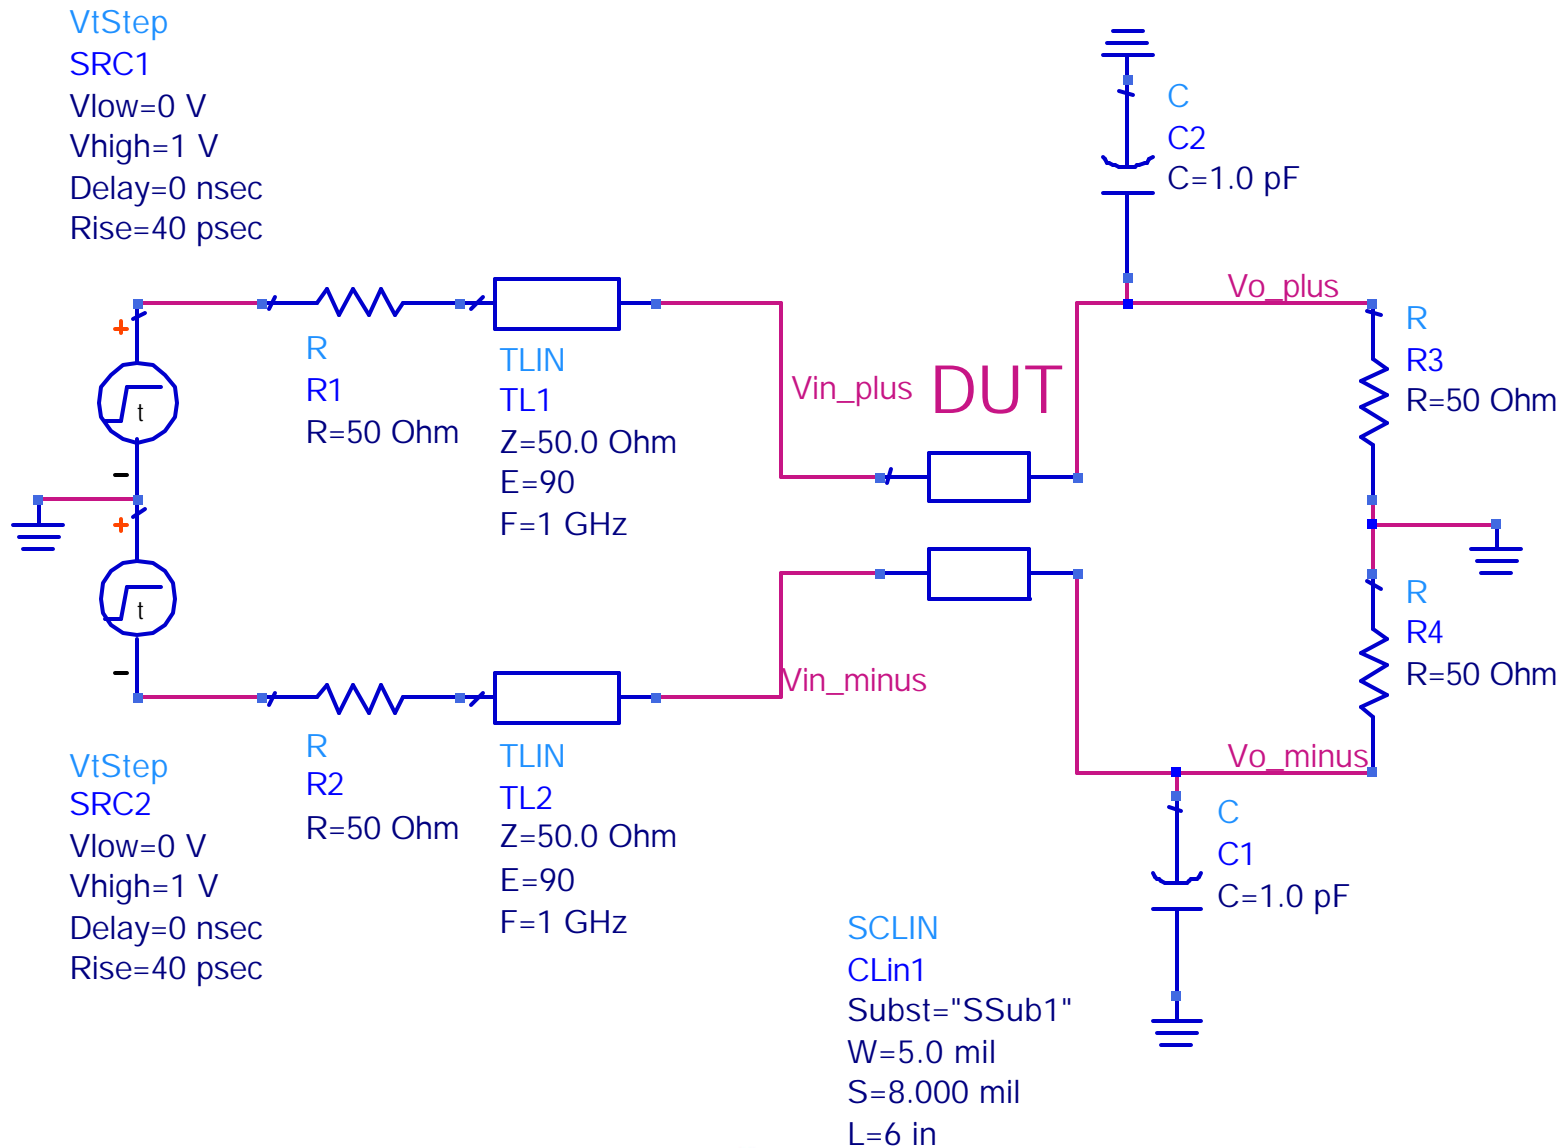 VtStep
SRC1
Vlow=0 V
Vhigh=1 V
Delay=0 nsec
Rise=40 psec
C
C2
C=1.0 pF
+
t
−
R
R1
R=50 Ohm
TLIN
TL1
Z=50.0 Ohm
E=90
F=1 GHz
Vin_plus
DUT
Vo_plus
R
R3
R=50 Ohm
+
t
−
Vin_minus
R
R4
R=50 Ohm
Vo_minus
VtStep
SRC2
Vlow=0 V
Vhigh=1 V
Delay=0 nsec
Rise=40 psec
R
R2
R=50 Ohm
TLIN
TL2
Z=50.0 Ohm
E=90
F=1 GHz
C
C1
C=1.0 pF
SCLIN
CLin1
Subst="SSub1"
W=5.0 mil
S=8.000 mil
L=6 in